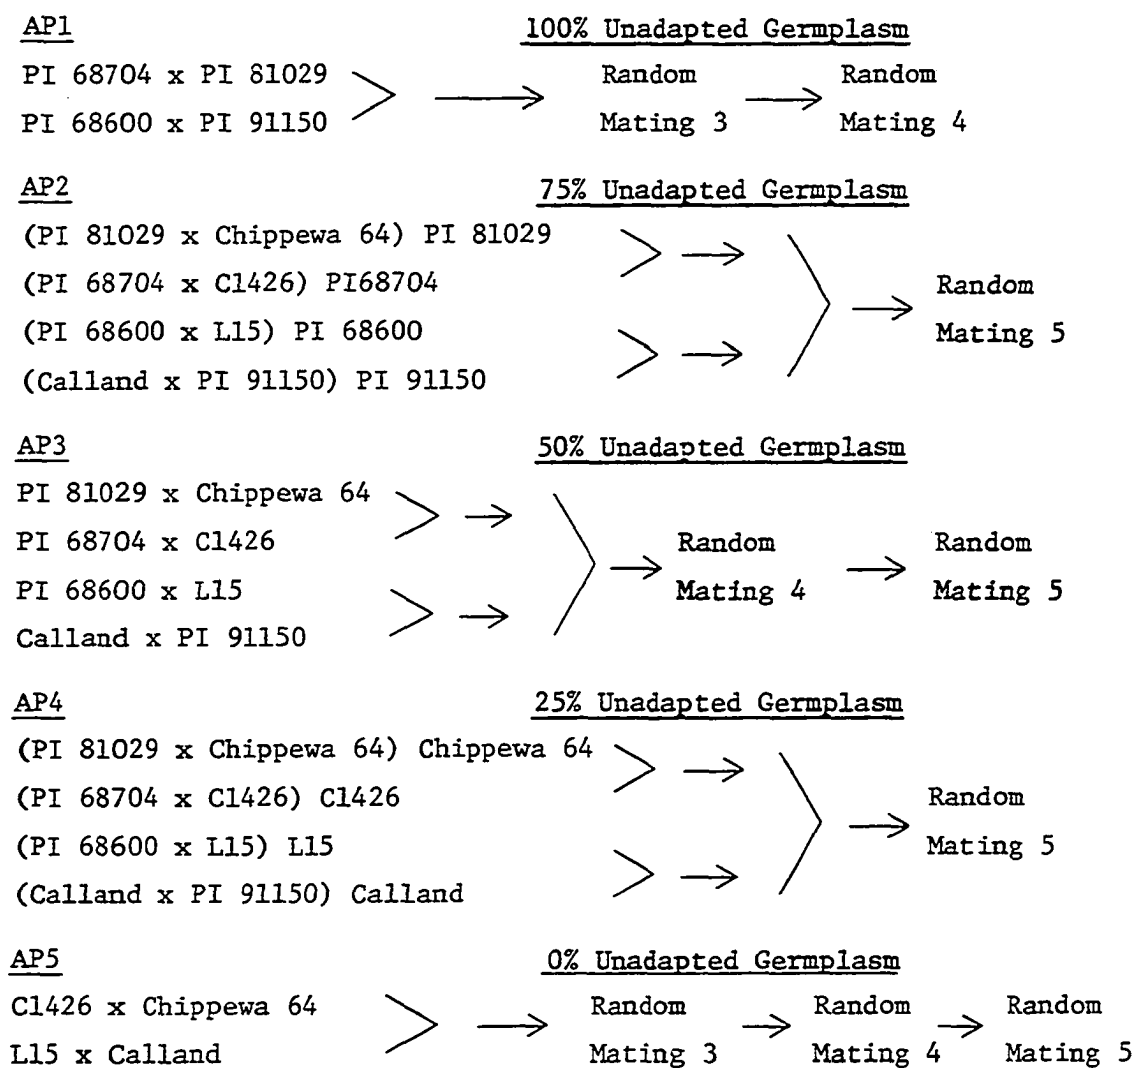 AP1 100% Unadapted Germplasm
PI 68704 x PI 81029 Random Random
PI 68600 x PI 91150 Mating 3 Mating 4
AP2 75% Unadapted Germplasm
(PI 81029 x Chippewa 64) PI 81029
(PI 68704 x C1426) PI68704 Random
(PI 68600 x L15) PI 68600 Mating 5
(Calland x PI 91150) PI 91150
AP3 50% Unadapted Germplasm
PI 81029 x Chippewa 64
PI 68704 x C1426 Random Random
PI 68600 x L15 Mating 4 Mating 5
Calland x PI 91150
AP4 25% Unadapted Germplasm
(PI 81029 x Chippewa 64) Chippewa 64
(PI 68704 x C1426) C1426 Random
(PI 68600 x L15) L15 Mating 5
(Calland x PI 91150) Calland
AP5 0% Unadapted Germplasm
C1426 x Chippewa 64 Random Random Random
L15 x Calland Mating 3 Mating 4 Mating 5